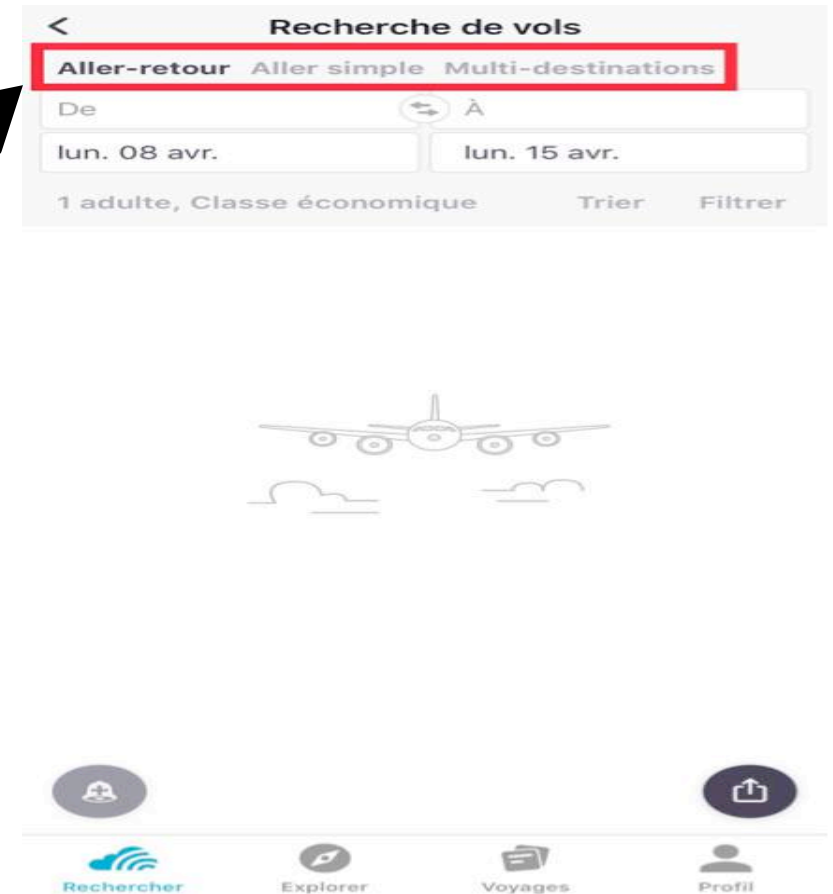 Recherche de vols
Aller-retour Aller simple Multi-destinations
De À
lun. 08 avr. lun. 15 avr.
1 adulte, Classe économique Trier Filtrer
Rechercher Explorer Voyages Profil